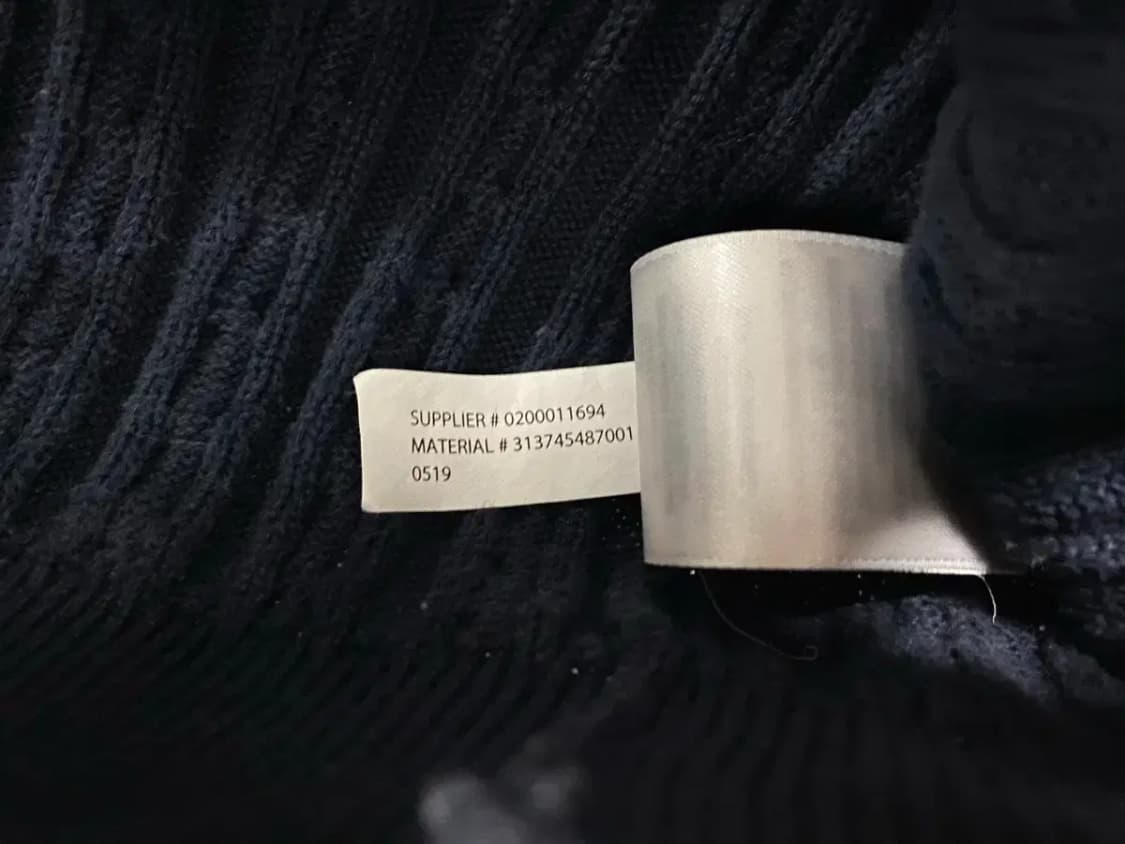 SUPPLIER # 0200011694
MATERIAL # 313745487001
0519